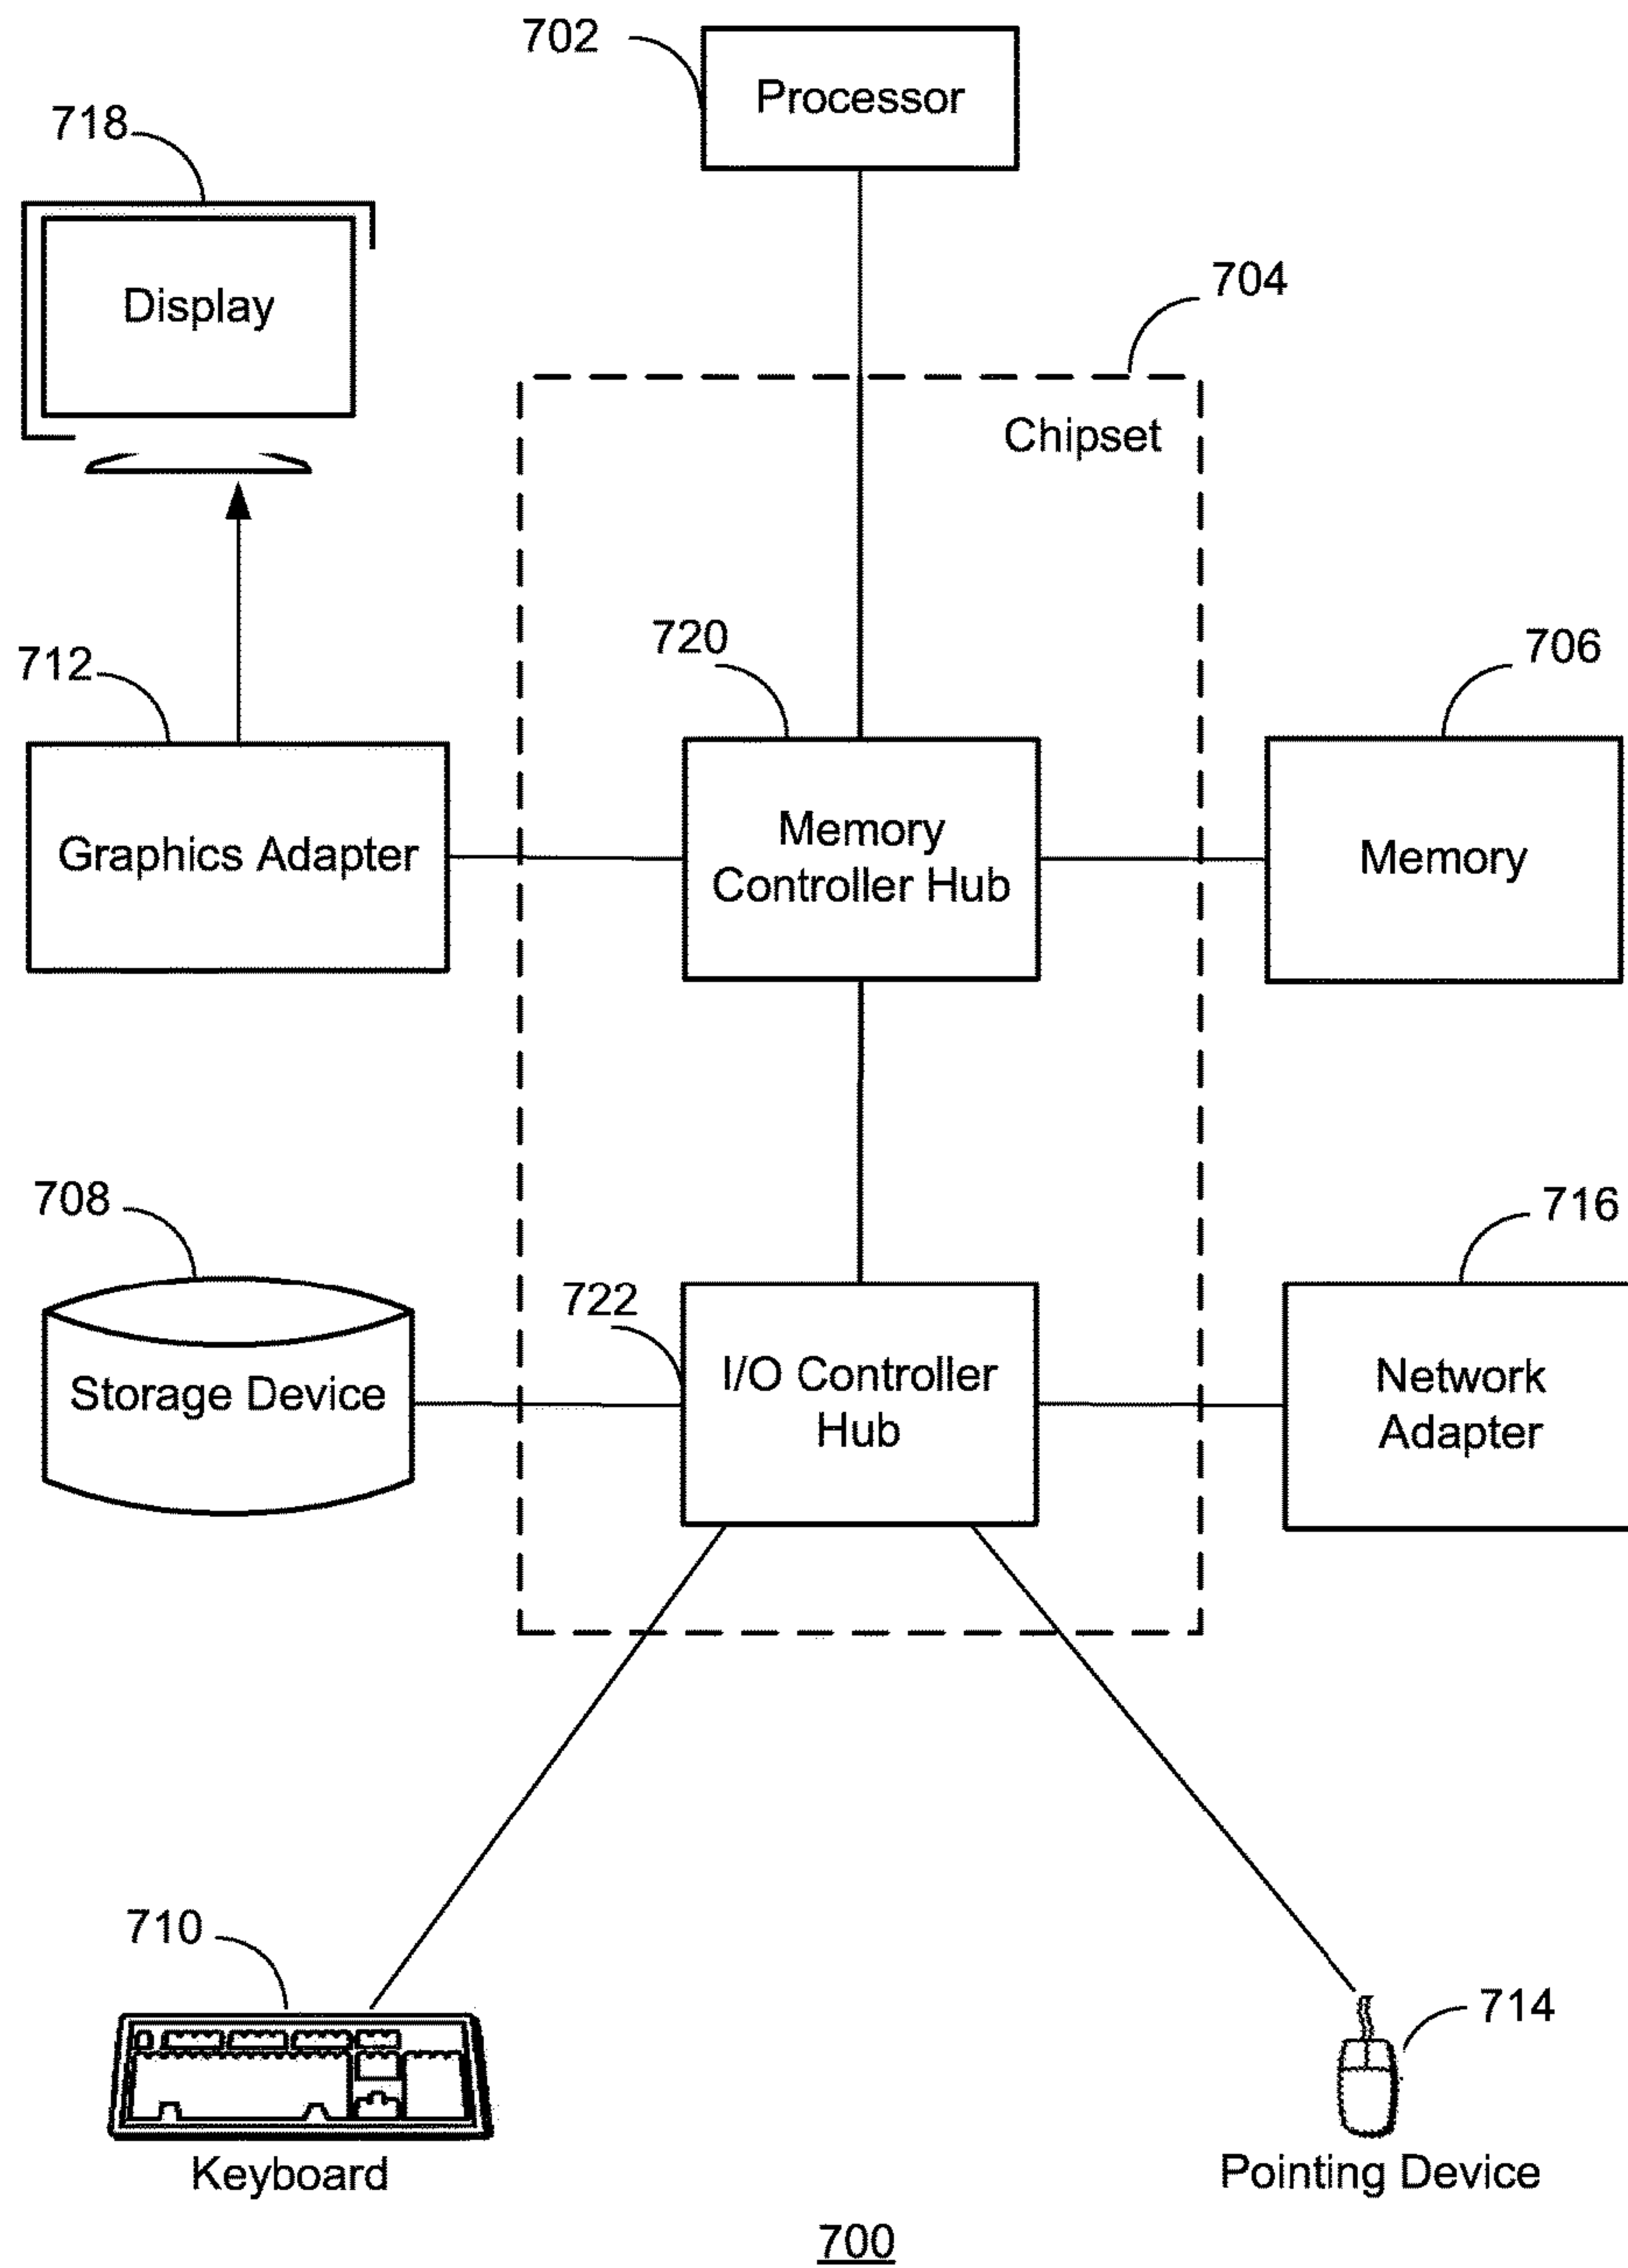 702
Processor
718
Display
704
Chipset
712
720
706
Graphics Adapter
Memory
Controller Hub
Memory
708
722
716
Storage Device
I/O Controller
Hub
Network
Adapter
710
714
Keyboard
Pointing Device
700